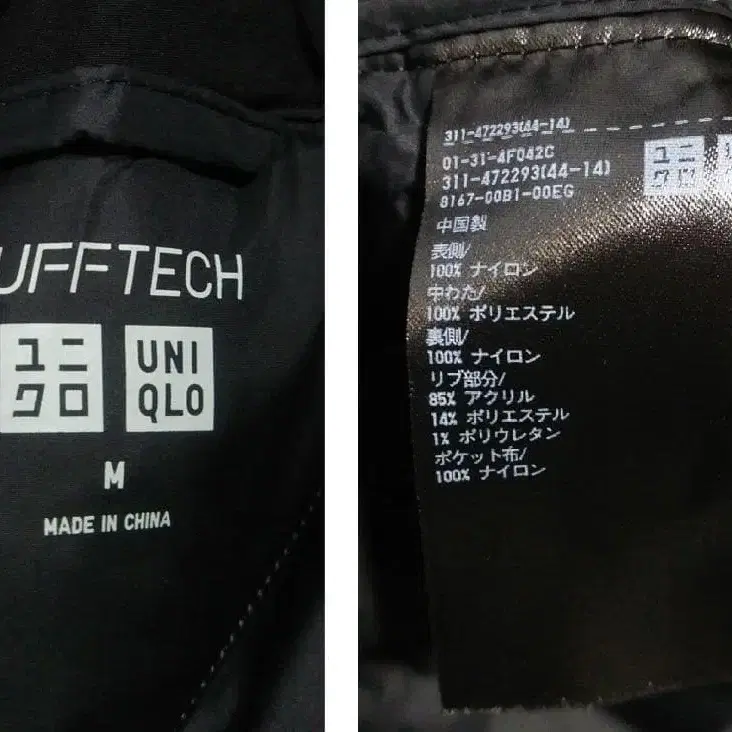 UFFTECH
ユニ UNI
クロ QLO
M
MADE IN CHINA
311-472293(44-14)
01-31-4F042C
311-472293(44-14)
8167-00B1-00EG
ユニ
クロ
中国製
表側/
100% ナイロン
中わた/
100% ポリエステル
裏側/
100% ナイロン
リブ部分/
85% アクリル
14% ポリエステル
1% ポリウレタン
ポケット布/
100% ナイロン